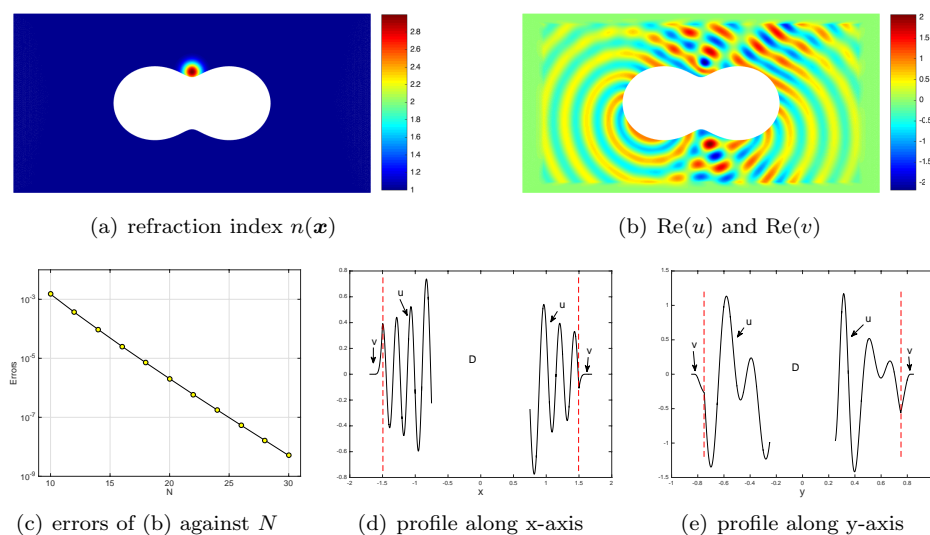 2.8
2.6
2.4
2.2
2
1.8
1.6
1.4
1.2
1
2
1.5
1
0.5
0
-0.5
-1
-1.5
-2
(a) refraction index n(x)
(b) Re(u) and Re(v)
10⁻³
10⁻⁵
10⁻⁷
10⁻⁹
Errors
10 15 20 25 30
N
0.8
0.6
0.4
0.2
0
-0.2
-0.4
-0.6
-0.8
-2 -1.5 -1 -0.5 0 0.5 1 1.5 2
x
v
u
D
u
v
1.5
1
0.5
0
-0.5
-1
-1.5
-0.8 -0.6 -0.4 -0.2 0 0.2 0.4 0.6 0.8
y
v
u
D
u
v
(c) errors of (b) against N
(d) profile along x-axis
(e) profile along y-axis